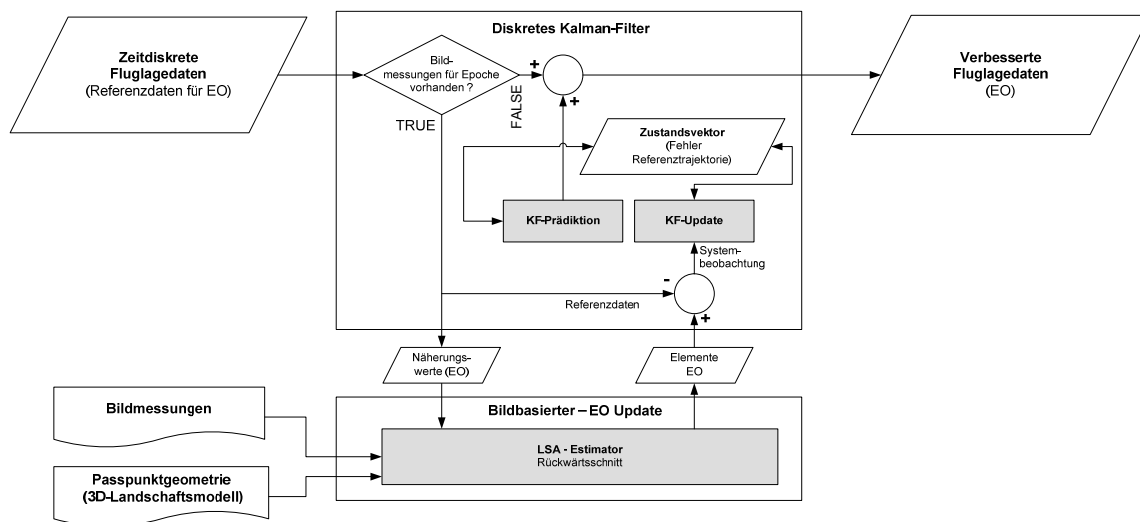 Diskretes Kalman-Filter
Zeitdiskrete
Fluglagedaten
(Referenzdaten für EO)
Bild-
messungen für Epoche
vorhanden ?
TRUE
FALSE
+
+
Verbesserte
Fluglagedaten
(EO)
Zustandsvektor
(Fehler
Referenztrajektorie)
KF-Prädiktion
KF-Update
System-
beobachtung
-
Referenzdaten
+
Näherungs-
werte (EO)
Elemente
EO
Bildmessungen
Bildbasierter – EO Update
LSA - Estimator
Rückwärtsschnitt
Passpunktgeometrie
(3D-Landschaftsmodell)